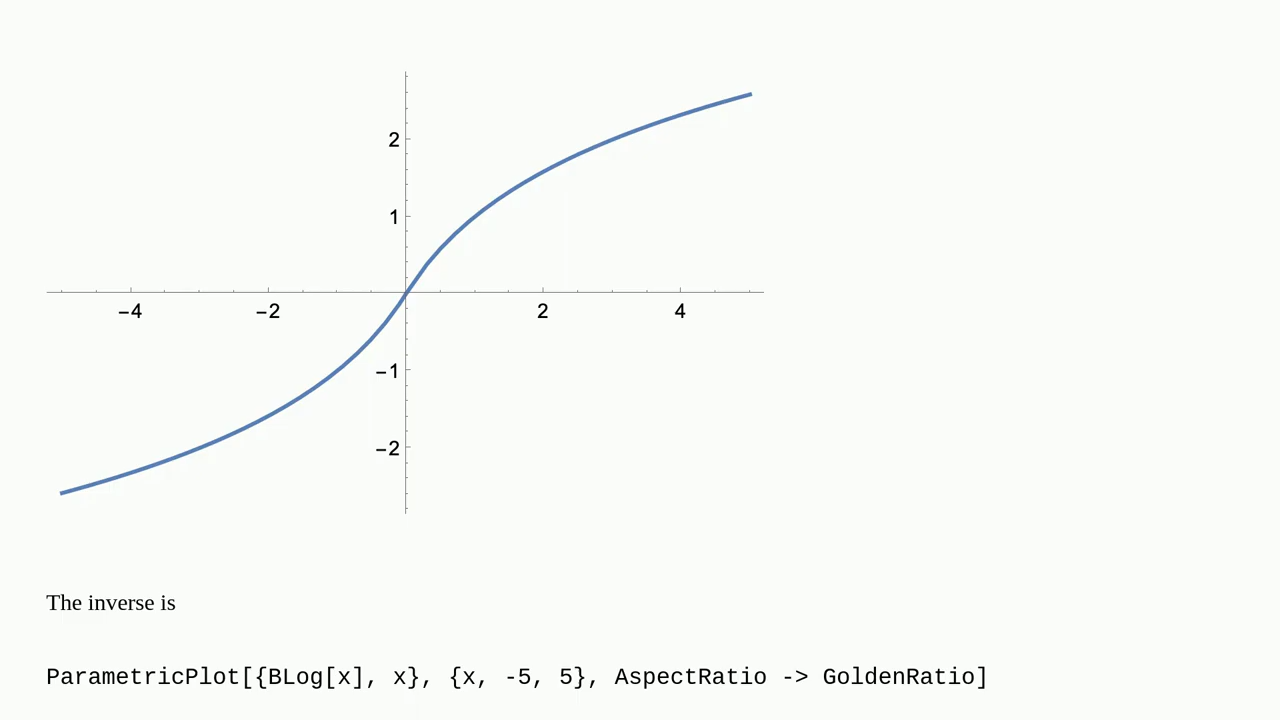 2
1
−4 −2 2 4
−1
−2
The inverse is
ParametricPlot[{BLog[x], x}, {x, -5, 5}, AspectRatio -> GoldenRatio]